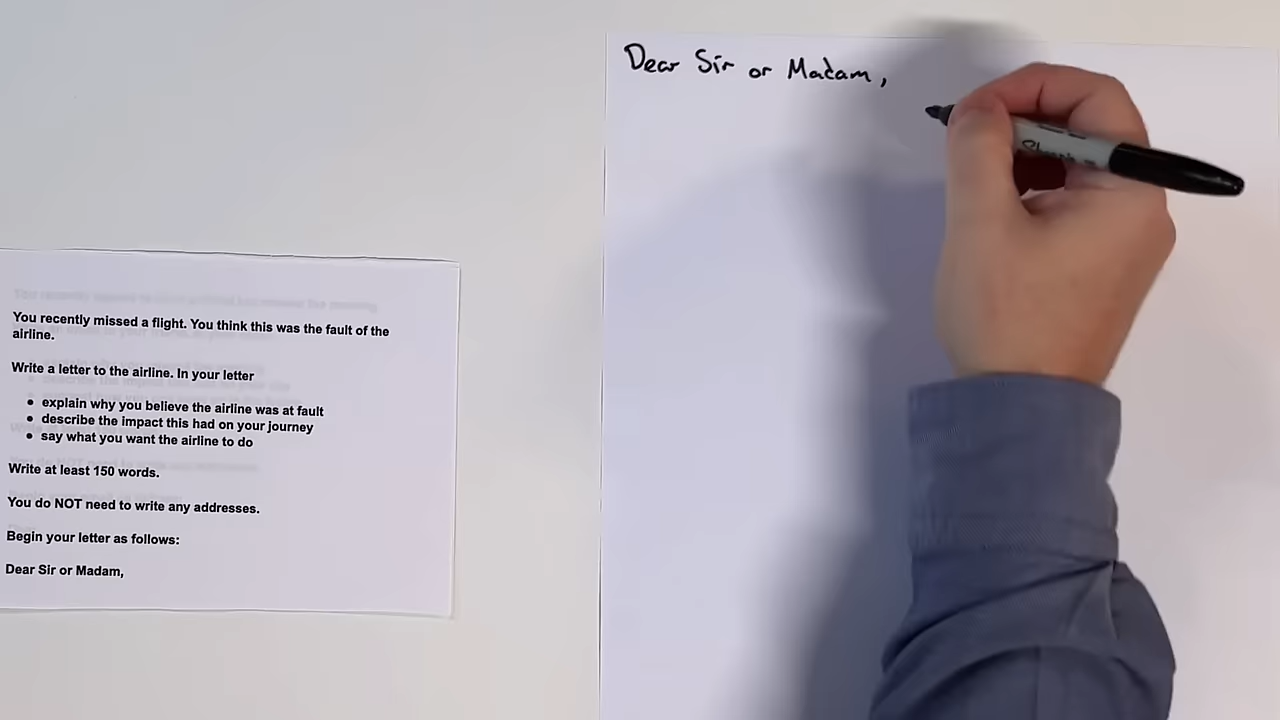 Dear Sir or Madam,
You recently missed a flight. You think this was the fault of the
airline.
Write a letter to the airline. In your letter
• explain why you believe the airline was at fault
• describe the impact this had on your journey
• say what you want the airline to do
Write at least 150 words.
You do NOT need to write any addresses.
Begin your letter as follows:
Dear Sir or Madam,